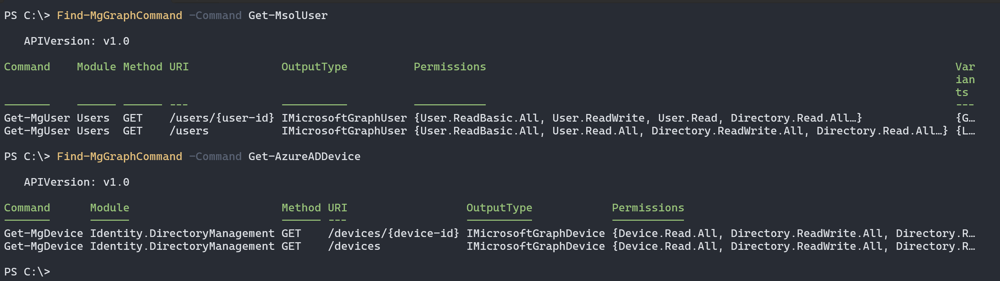 PS C:\> Find-MgGraphCommand -Command Get-MsolUser
APIVersion: v1.0
Command Module Method URI OutputType Permissions Var
ian
ts
------- ------ ------ --- ---------- ----------- ---
Get-MgUser Users GET /users/{user-id} IMicrosoftGraphUser {User.ReadBasic.All, User.ReadWrite, User.Read, Directory.Read.All…} {G…
Get-MgUser Users GET /users IMicrosoftGraphUser {User.ReadBasic.All, User.Read.All, Directory.ReadWrite.All, Directory.Read.All…} {L…
PS C:\> Find-MgGraphCommand -Command Get-AzureADDevice
APIVersion: v1.0
Command Module Method URI OutputType Permissions
------- ------ ------ --- ---------- -----------
Get-MgDevice Identity.DirectoryManagement GET /devices/{device-id} IMicrosoftGraphDevice {Device.Read.All, Directory.ReadWrite.All, Directory.R…
Get-MgDevice Identity.DirectoryManagement GET /devices IMicrosoftGraphDevice {Device.Read.All, Directory.ReadWrite.All, Directory.R…
PS C:\>